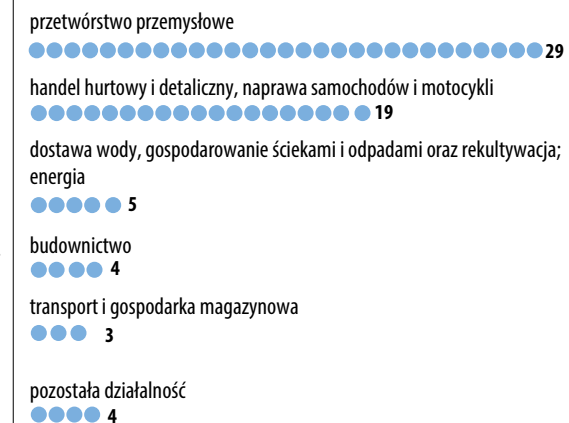 przetwórstwo przemysłowe
29
handel hurtowy i detaliczny, naprawa samochodów i motocykli
19
dostawa wody, gospodarowanie ściekami i odpadami oraz rekultywacja;
energia
5
budownictwo
4
transport i gospodarka magazynowa
3
pozostała działalność
4